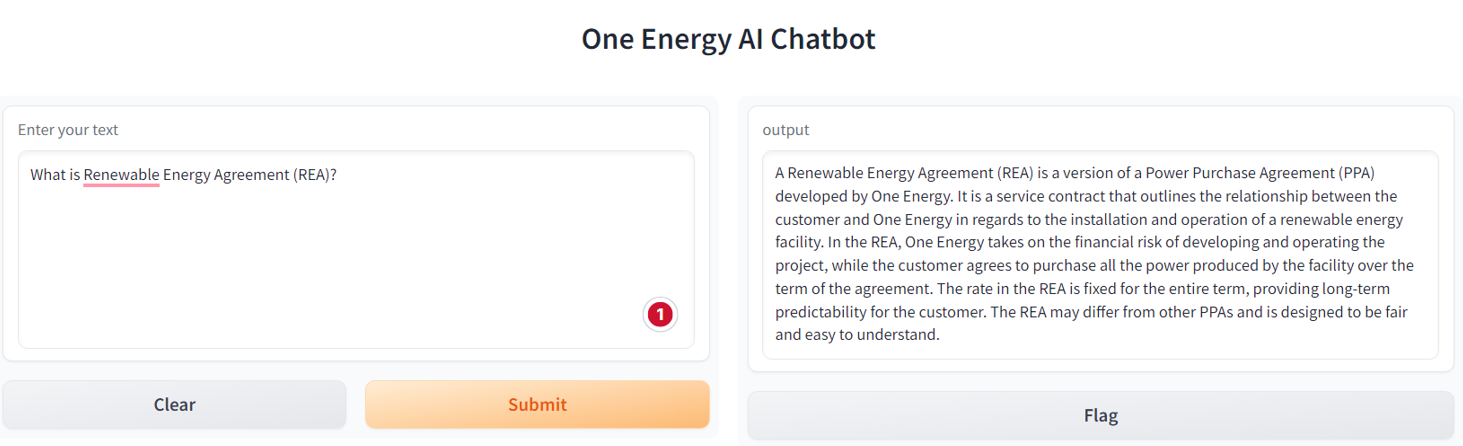 One Energy AI Chatbot
Enter your text
What is Renewable Energy Agreement (REA)?
1
Clear
Submit
output
A Renewable Energy Agreement (REA) is a version of a Power Purchase Agreement (PPA)
developed by One Energy. It is a service contract that outlines the relationship between the
customer and One Energy in regards to the installation and operation of a renewable energy
facility. In the REA, One Energy takes on the financial risk of developing and operating the
project, while the customer agrees to purchase all the power produced by the facility over the
term of the agreement. The rate in the REA is fixed for the entire term, providing long-term
predictability for the customer. The REA may differ from other PPAs and is designed to be fair
and easy to understand.
Flag